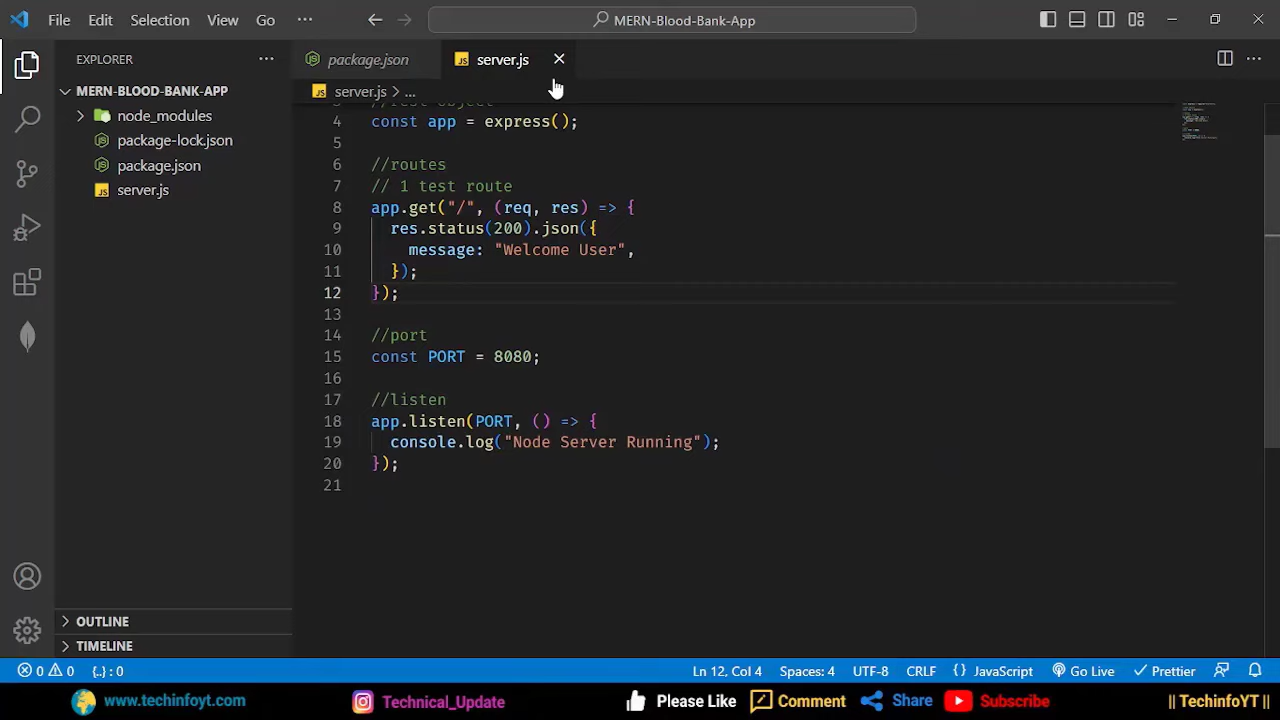 File Edit Selection View Go ··· MERN-Blood-Bank-App
EXPLORER ···
MERN-BLOOD-BANK-APP
node_modules
package-lock.json
package.json
JS server.js
package.json JS server.js
JS server.js > ...
4 const app = express();
5
6 //routes
7 // 1 test route
8 app.get("/", (req, res) => {
9 res.status(200).json({
10 message: "Welcome User",
11 });
12 });
13
14 //port
15 const PORT = 8080;
16
17 //listen
18 app.listen(PORT, () => {
19 console.log("Node Server Running");
20 });
21
OUTLINE
TIMELINE
0 0 {..} : 0 Ln 12, Col 4 Spaces: 4 UTF-8 CRLF {} JavaScript Go Live Prettier
www.techinfoyt.com Technical_Update Please Like Comment Share Subscribe || TechinfoYT ||